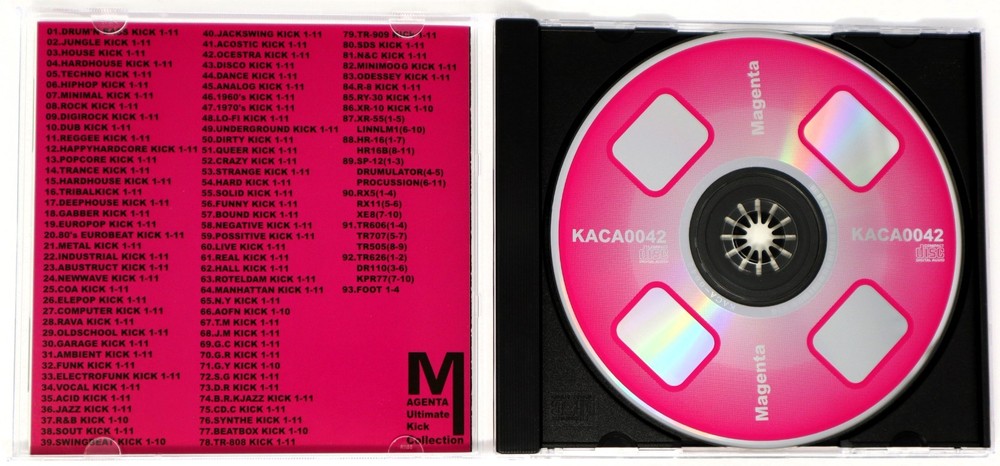 01.DRUM'N BASS KICK 1-11
02.JUNGLE KICK 1-11
03.HOUSE KICK 1-11
04.HARDHOUSE KICK 1-11
05.TECHNO KICK 1-11
06.HIPHOP KICK 1-11
07.MINIMAL KICK 1-11
08.ROCK KICK 1-11
09.DIGIROCK KICK 1-11
10.DUB KICK 1-11
11.REGGEE KICK 1-11
12.HAPPYHARDCORE KICK 1-11
13.POPCORE KICK 1-11
14.TRANCE KICK 1-11
15.HARDHOUSE KICK 1-11
16.TRIBALKICK 1-11
17.DEEPHOUSE KICK 1-11
18.GABBER KICK 1-11
19.EUROPOP KICK 1-11
20.80's EUROBEAT KICK 1-11
21.METAL KICK 1-11
22.INDUSTRIAL KICK 1-11
23.ABUSTRUCT KICK 1-11
24.NEWWAVE KICK 1-11
25.COA KICK 1-11
26.ELEPOP KICK 1-11
27.COMPUTER KICK 1-11
28.RAVA KICK 1-11
29.OLDSCHOOL KICK 1-11
30.GARAGE KICK 1-11
31.AMBIENT KICK 1-11
32.FUNK KICK 1-11
33.ELECTROFUNK KICK 1-11
34.VOCAL KICK 1-11
35.ACID KICK 1-11
36.JAZZ KICK 1-11
37.R&B KICK 1-10
38.SOUT KICK 1-11
39.SWINGBEAT KICK 1-10
40.JACKSWING KICK 1-11
41.ACOSTIC KICK 1-11
42.OCESTRA KICK 1-11
43.DISCO KICK 1-11
44.DANCE KICK 1-11
45.ANALOG KICK 1-11
46.1960's KICK 1-11
47.1970's KICK 1-11
48.LO-Fi KICK 1-11
49.UNDERGROUND KICK 1-11
50.DIRTY KICK 1-11
51.QUEER KICK 1-11
52.CRAZY KICK 1-11
53.STRANGE KICK 1-11
54.HARD KICK 1-11
55.SOLID KICK 1-11
56.FUNNY KICK 1-11
57.BOUND KICK 1-11
58.NEGATIVE KICK 1-11
59.POSSITIVE KICK 1-11
60.LIVE KICK 1-11
61.REAL KICK 1-11
62.HALL KICK 1-11
63.ROTELDAM KICK 1-11
64.MANHATTAN KICK 1-11
65.N.Y KICK 1-11
66.AOFN KICK 1-10
67.T.M KICK 1-11
68.J.M KICK 1-11
69.G.C KICK 1-11
70.G.R KICK 1-11
71.G.Y KICK 1-10
72.S.G KICK 1-11
73.D.R KICK 1-11
74.B.R.KJAZZ KICK 1-11
75.CD.C KICK 1-11
76.SYNTHE KICK 1-11
77.BEATBOX KICK 1-10
78.TR-808 KICK 1-11
79.TR-909 KICK 1-11
80.SDS KICK 1-11
81.N&C KICK 1-11
82.MINIMOOG KICK 1-11
83.ODESSEY KICK 1-11
84.R-8 KICK 1-11
85.RY-30 KICK 1-11
86.XR-10 KICK 1-10
87.XR-55(1-5)
LINNLM1(6-10)
88.HR-16(1-7)
HR16B(8-11)
89.SP-12(1-3)
DRUMULATOR(4-5)
PROCUSSION(6-11)
90.RX5(1-4)
RX11(5-6)
XE8(7-10)
91.TR606(1-4)
TR707(5-7)
TR505(8-9)
92.TR626(1-2)
DR110(3-6)
KPR77(7-10)
93.FOOT 1-4
M
AGENTA
Ultimate
Kick
Collection
Magenta
KACA0042
KACA0042
disc
DIGITAL AUDIO
disc
DIGITAL AUDIO
Magenta